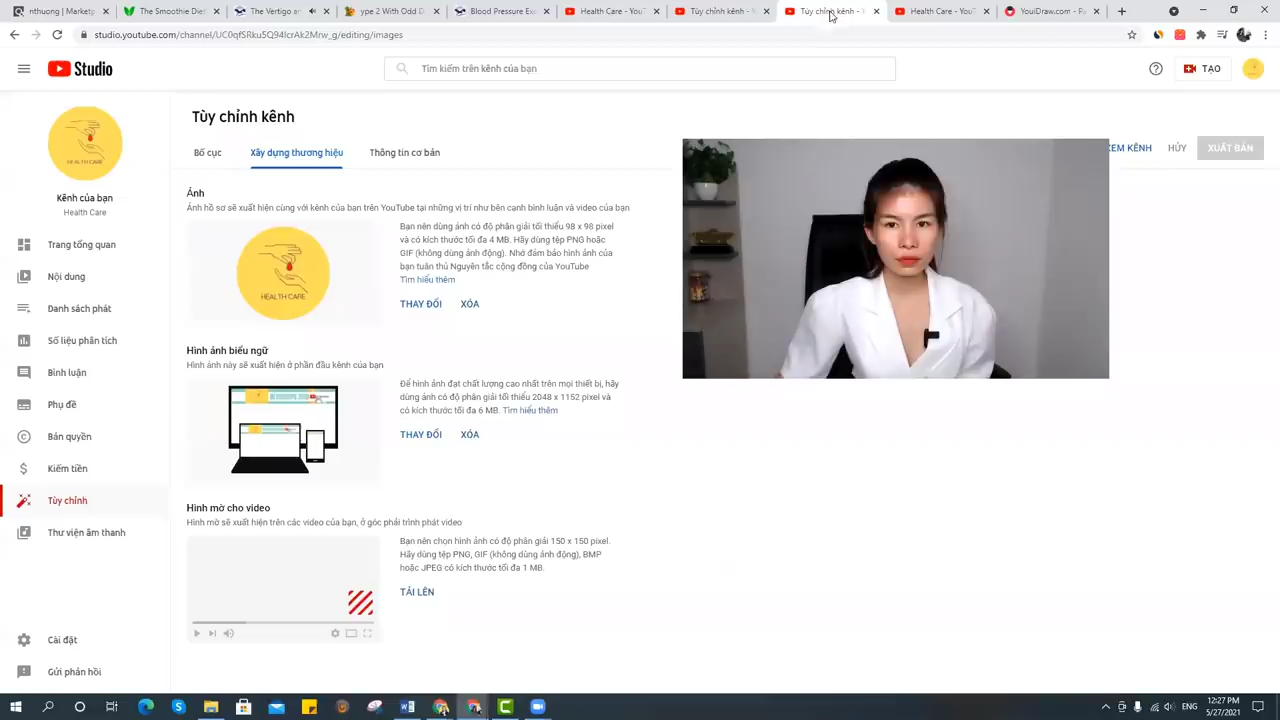 nthuong | Marketp
Tùy chỉnh
The Smoothie Die
The Vertigo an
type 2 With Odd D
Blood Pressure Ex
Health Care - YouT
Tùy chỉnh kênh - Y
Tùy chỉnh kênh -
Health Care - YouT
YoulDraw.com - Pa
studio.youtube.com/channel/
/editing/images
Studio
Tìm kiếm trên kênh của bạn
TẠO
HEALTH CARE
Kênh của bạn
Health Care
Trang tổng quan
Nội dung
Danh sách phát
Số liệu phân tích
Bình luận
Phụ đề
Bản quyền
Kiếm tiền
Tùy chỉnh
Thư viện âm thanh
Cài đặt
Gửi phản hồi
Tùy chỉnh kênh
Bố cục
Xây dựng thương hiệu
Thông tin cơ bản
XEM KÊNH
HỦY
XUẤT BẢN
Ảnh
Ảnh hồ sơ sẽ xuất hiện cùng với kênh của bạn trên YouTube tại những vị trí như bên cạnh bình luận và video của bạn
HEALTH CARE
Bạn nên dùng ảnh có độ phân giải tối thiểu 98 x 98 pixel
và có kích thước tối đa 4 MB. Hãy dùng tệp PNG hoặc
GIF (không dùng ảnh động). Nhớ đảm bảo hình ảnh của
bạn tuân thủ Nguyên tắc cộng đồng của YouTube
Tìm hiểu thêm
THAY ĐỔI
XÓA
Hình ảnh biểu ngữ
Hình ảnh này sẽ xuất hiện ở phần đầu kênh của bạn
Để hình ảnh đạt chất lượng cao nhất trên mọi thiết bị, hãy
dùng ảnh có độ phân giải tối thiểu 2048 x 1152 pixel và
có kích thước tối đa 6 MB. Tìm hiểu thêm
THAY ĐỔI
XÓA
Hình mờ cho video
Hình mờ sẽ xuất hiện trên các video của bạn, ở góc phải trình phát video
Bạn nên chọn hình ảnh có độ phân giải 150 x 150 pixel.
Hãy dùng tệp PNG, GIF (không dùng ảnh động), BMP
hoặc JPEG có kích thước tối đa 1 MB.
TẢI LÊN
ENG
12:27 PM
5/27/2021